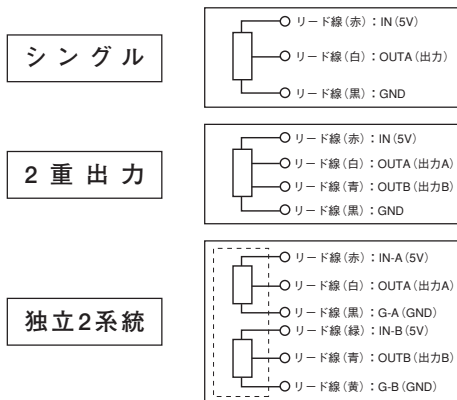 シングル
リード線(赤):IN(5V)
リード線(白):OUTA(出力)
リード線(黒):GND
2重出力
リード線(赤):IN(5V)
リード線(白):OUTA(出力A)
リード線(青):OUTB(出力B)
リード線(黒):GND
独立2系統
リード線(赤):IN-A(5V)
リード線(白):OUTA(出力A)
リード線(黒):G-A(GND)
リード線(緑):IN-B(5V)
リード線(青):OUTB(出力B)
リード線(黄):G-B(GND)